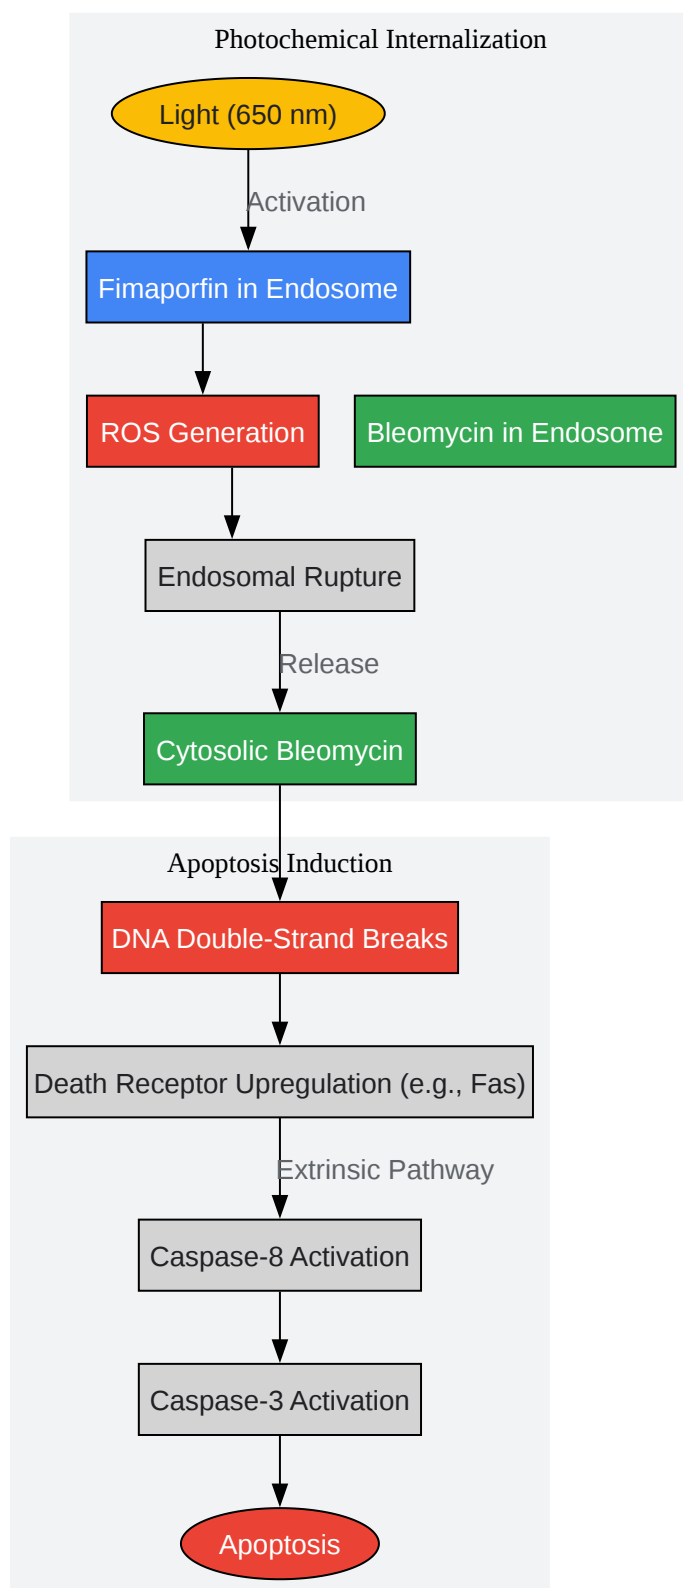 Photochemical Internalization
Light (650 nm)
Activation
Fimaporfin in Endosome
ROS Generation
Bleomycin in Endosome
Endosomal Rupture
Release
Cytosolic Bleomycin
Apoptosis Induction
DNA Double-Strand Breaks
Death Receptor Upregulation (e.g., Fas)
Extrinsic Pathway
Caspase-8 Activation
Caspase-3 Activation
Apoptosis